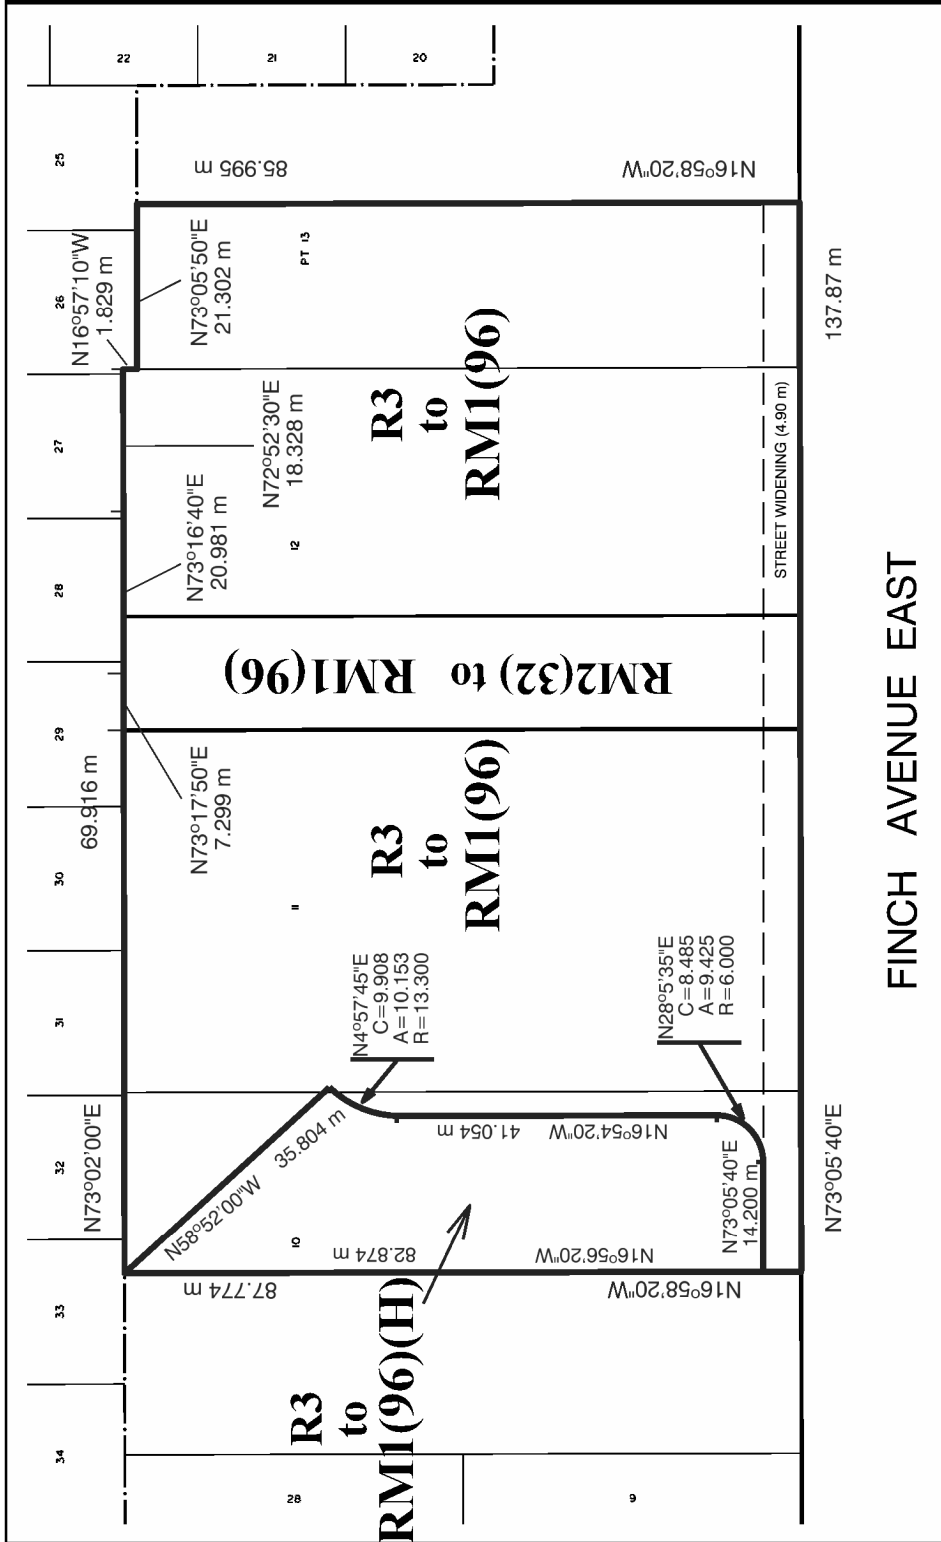 34
33
32
31
30
29
28
27
26
25
22
21
20
N73°02'00"E
69.916 m
N16°57'10"W
1.829 m
N73°17'50"E
7.299 m
N73°16'40"E
20.981 m
N72°52'30"E
18.328 m
N73°05'50"E
21.302 m
85.995 m
N16°58'20"W
87.774 m
N16°58'20"W
82.874 m
N16°56'20"W
N58°52'00"W
35.804 m
41.054 m
N16°54'20"W
N4°57'45"E
C=9.908
A=10.153
R=13.300
N28°5'35"E
C=8.485
A=9.425
R=6.000
N73°05'40"E
14.200 m
28
9
10
11
12
PT 13
R3
to
RM1(96)(H)
R3
to
RM1(96)
RM2(32) to RM1(96)
R3
to
RM1(96)
STREET WIDENING (4.90 m)
N73°05'40"E
137.87 m
FINCH AVENUE EAST